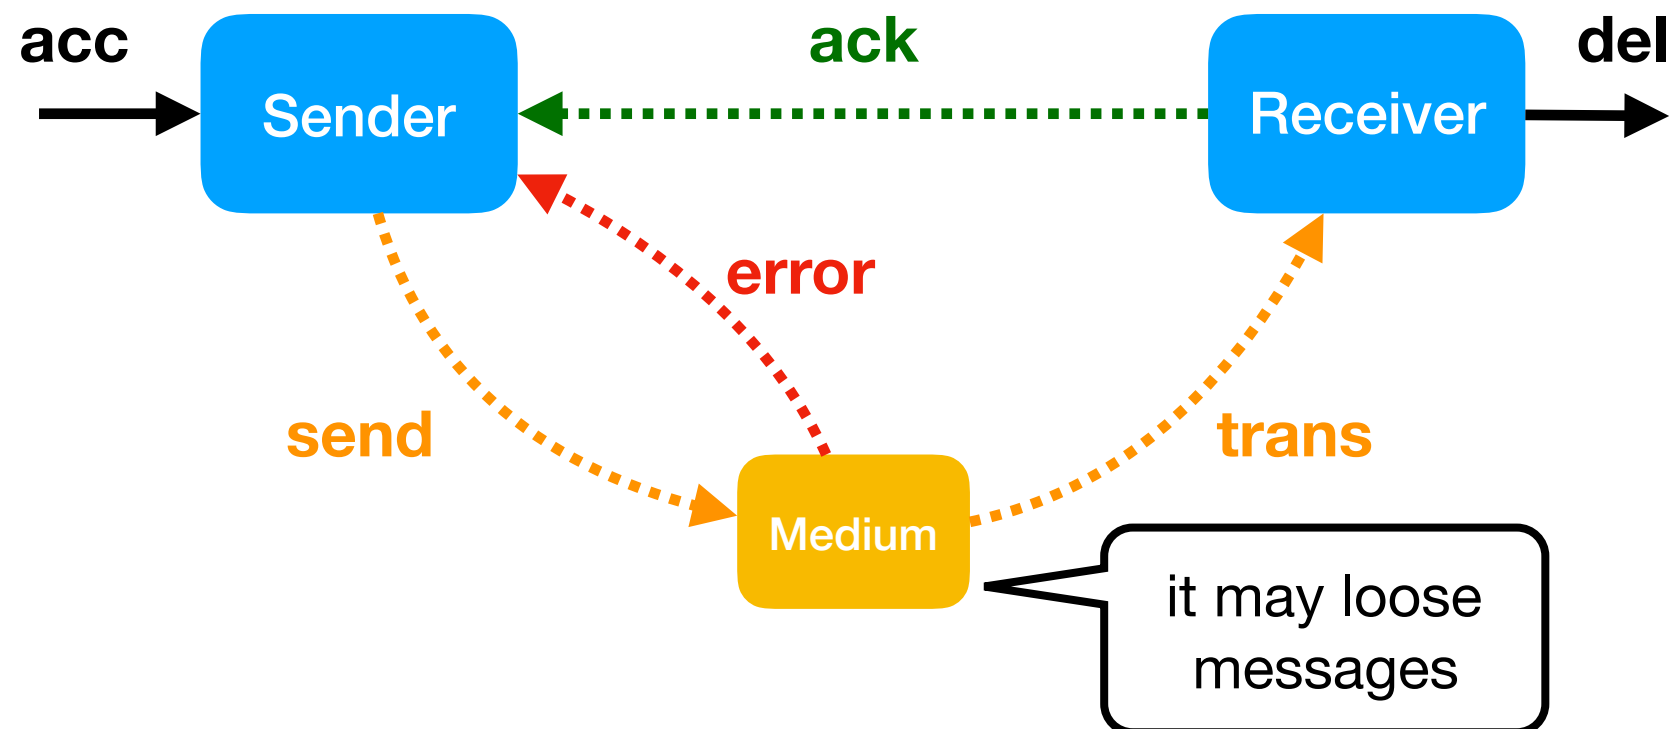 acc
Sender
ack
Receiver
del
error
send
trans
Medium
it may loose
messages